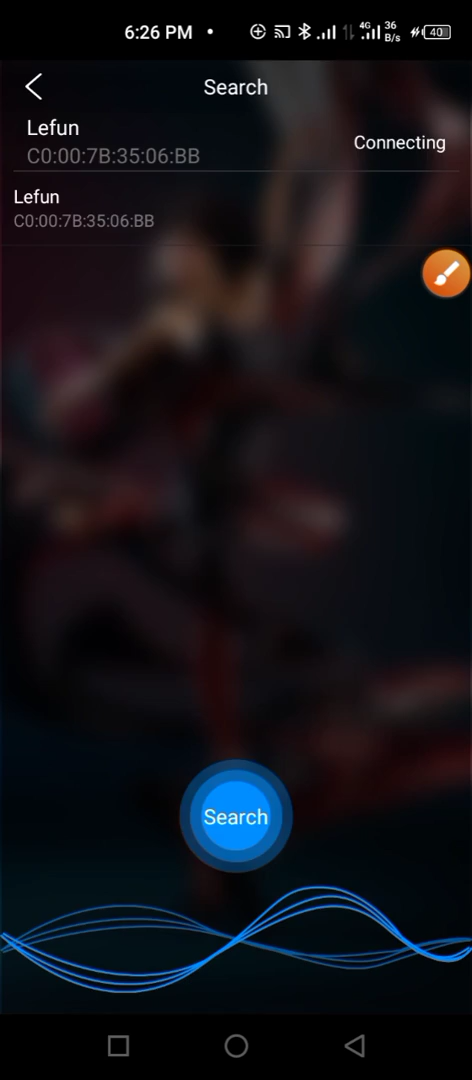 6:26 PM
4G
36
B/s
40
Search
Lefun
C0:00:7B:35:06:BB
Connecting
Lefun
C0:00:7B:35:06:BB
Search